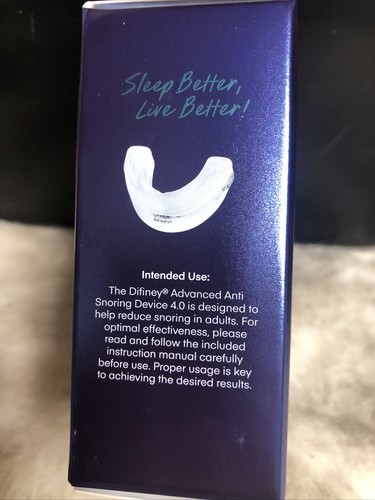 Sleep Better,
Live Better!
Intended Use:
The Difiney® Advanced Anti
Snoring Device 4.0 is designed to
help reduce snoring in adults. For
optimal effectiveness, please
read and follow the included
instruction manual carefully
before use. Proper usage is key
to achieving the desired results.